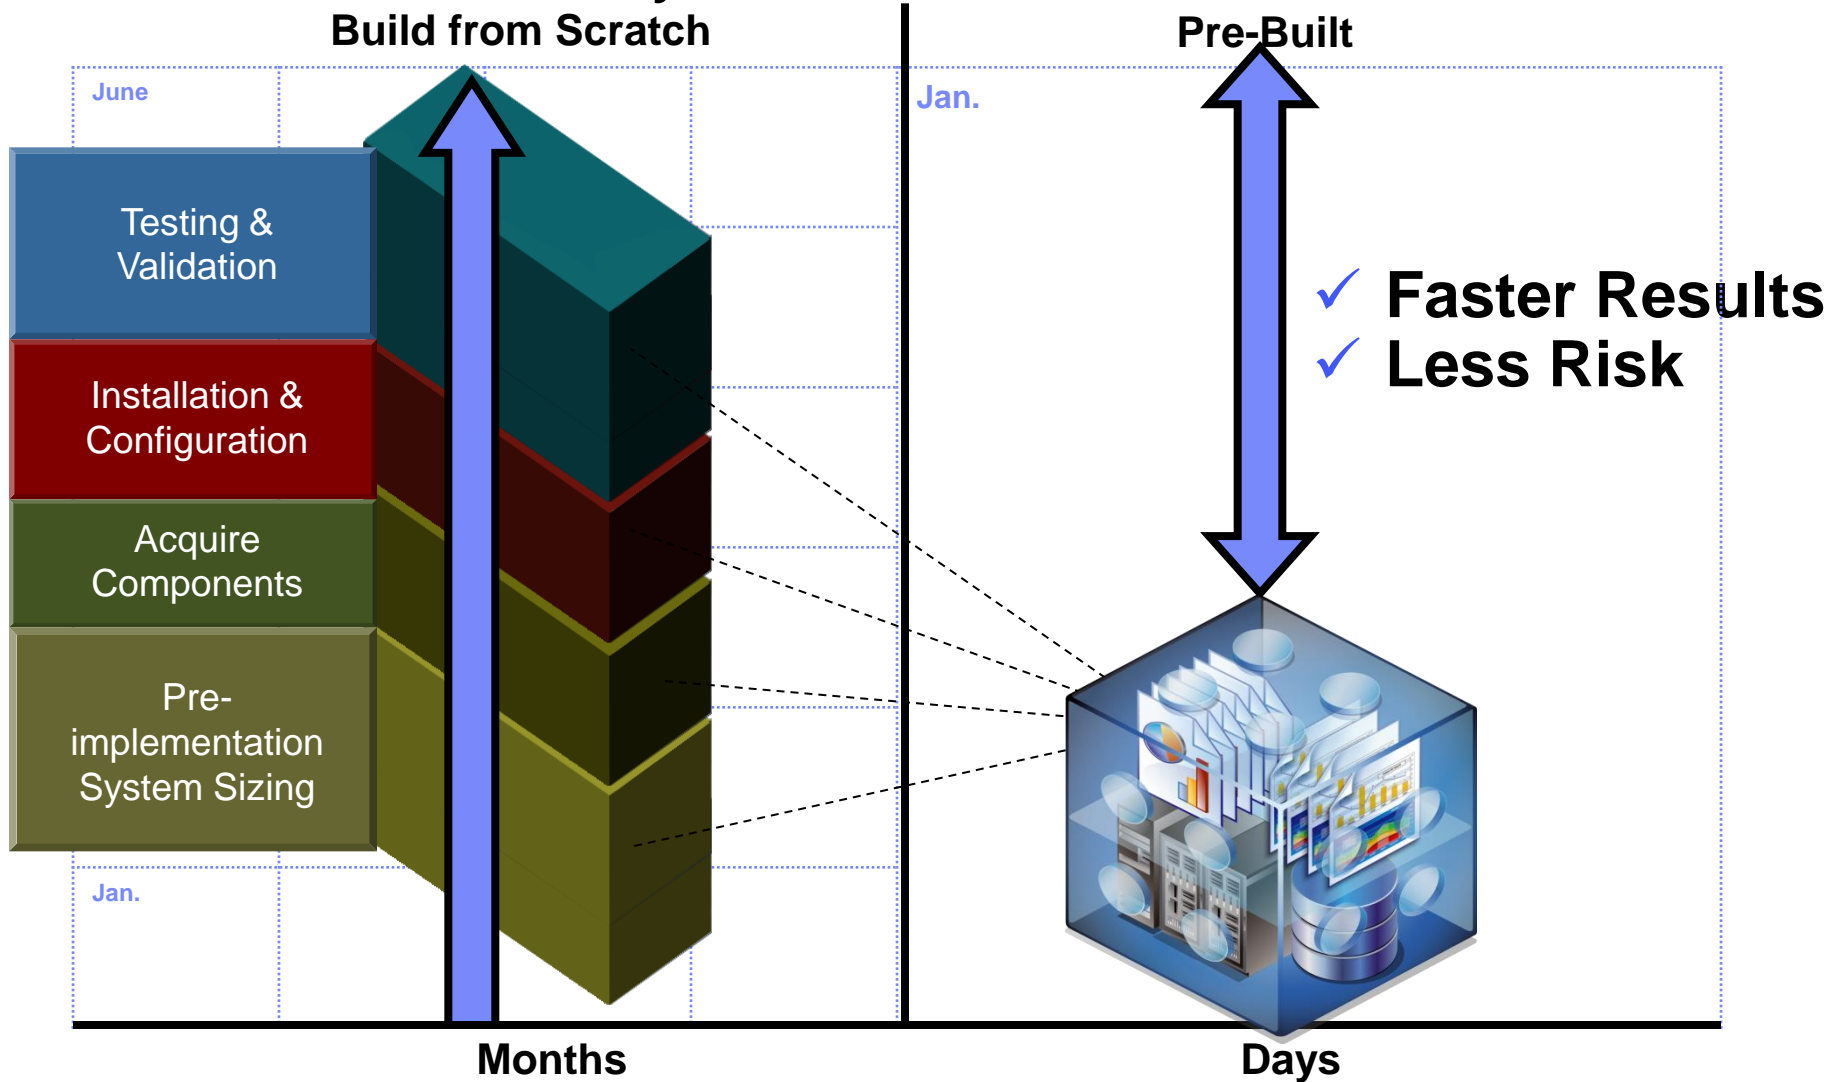 Build from Scratch
Pre-Built
June
Jan.
Testing &
Validation
Faster Results
Less Risk
Installation &
Configuration
Acquire
Components
Pre-
implementation
System Sizing
Jan.
Months
Days